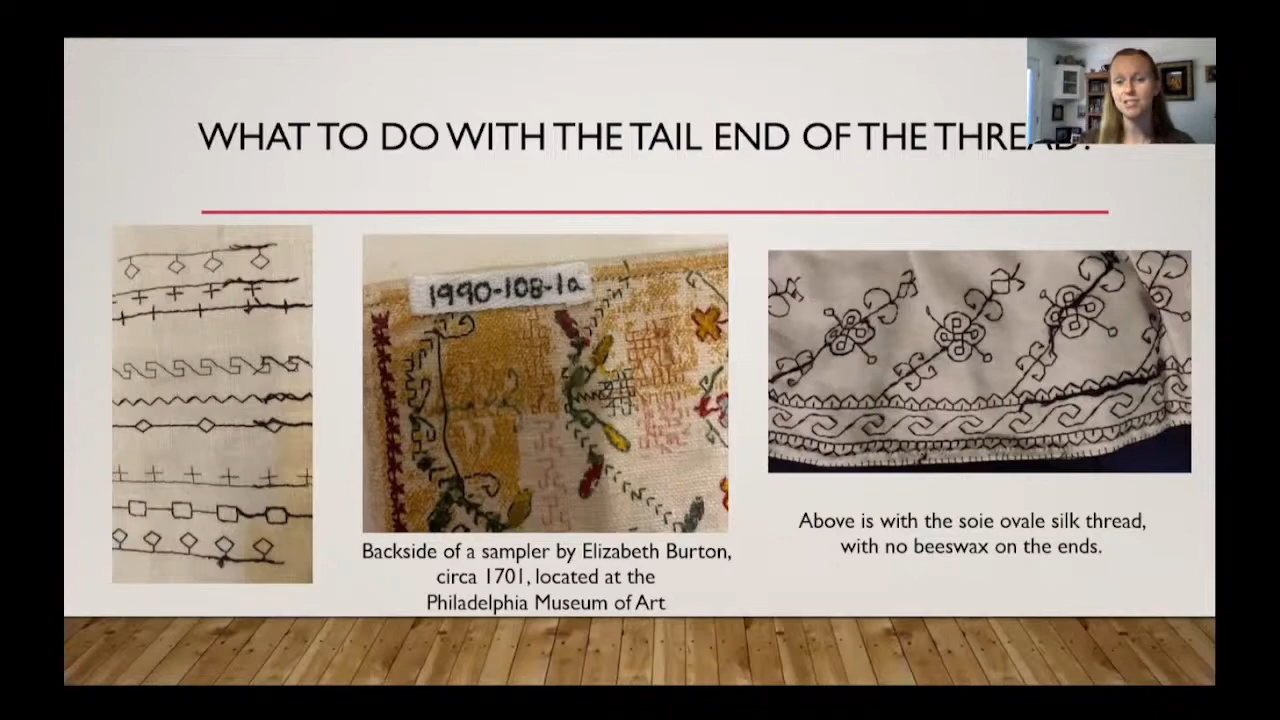 WHAT TO DO WITH THE TAIL END OF THE THREAD?
1990-108-1a
Backside of a sampler by Elizabeth Burton,
circa 1701, located at the
Philadelphia Museum of Art
Above is with the soie ovale silk thread,
with no beeswax on the ends.